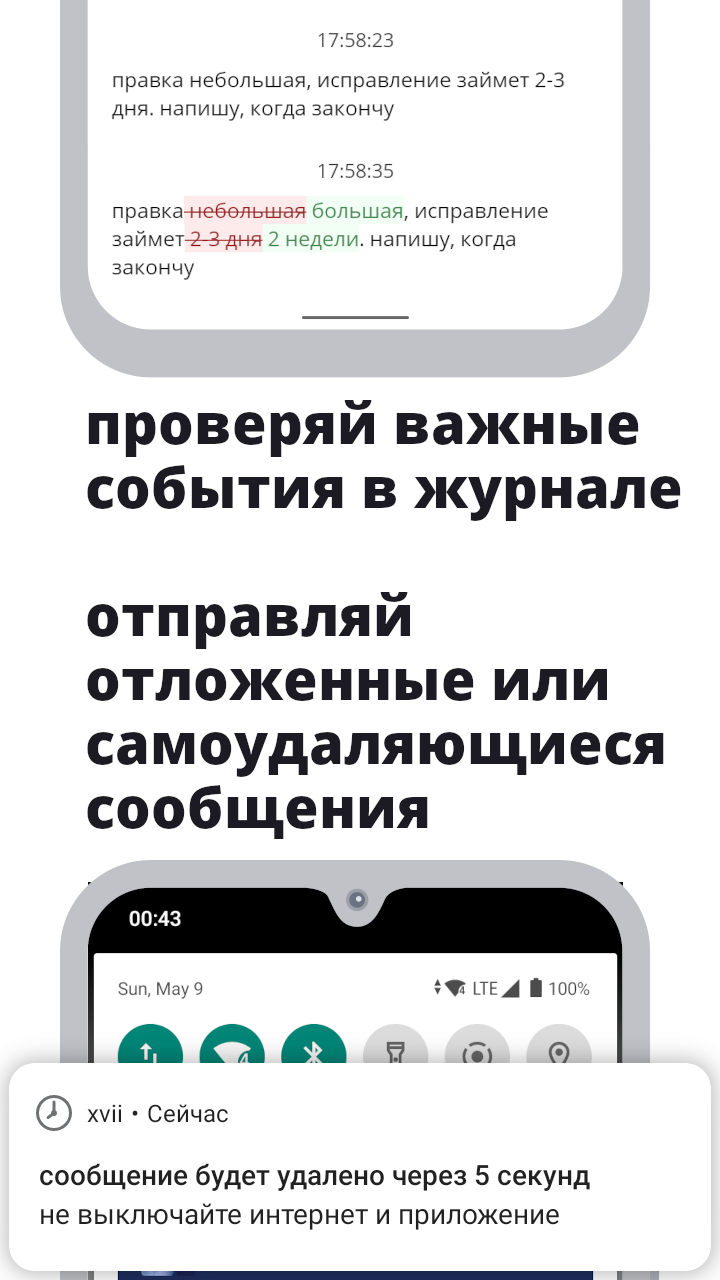 17:58:23
правка небольшая, исправление займет 2-3
дня. напишу, когда закончу
17:58:35
правка небольшая большая, исправление
займет 2-3 дня 2 недели. напишу, когда
закончу
проверяй важные
события в журнале
отправляй
отложенные или
самоудаляющиеся
сообщения
00:43
Sun, May 9 4 LTE 100%
4
xvii • Сейчас
сообщение будет удалено через 5 секунд
не выключайте интернет и приложение